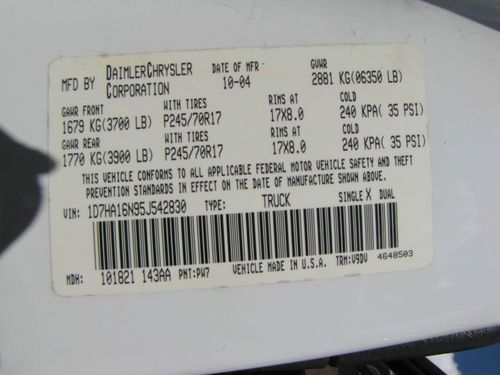 MFD BY DAIMLERCHRYSLER CORPORATION
DATE OF MFR 10-04
GVWR 2881 KG(06350 LB)
GAWR FRONT WITH TIRES RIMS AT COLD
1679 KG(3700 LB) P245/70R17 17X8.0 240 KPA( 35 PSI)
GAWR REAR WITH TIRES RIMS AT COLD
1770 KG(3900 LB) P245/70R17 17X8.0 240 KPA( 35 PSI)
THIS VEHICLE CONFORMS TO ALL APPLICABLE FEDERAL MOTOR VEHICLE SAFETY AND THEFT
PREVENTION STANDARDS IN EFFECT ON THE DATE OF MANUFACTURE SHOWN ABOVE.
VIN: 1D7HA16N95J542830 TYPE: TRUCK SINGLE X DUAL
MDH: 101821 143AA PNT:PW7 VEHICLE MADE IN U.S.A. TRM:V9DV 4648503